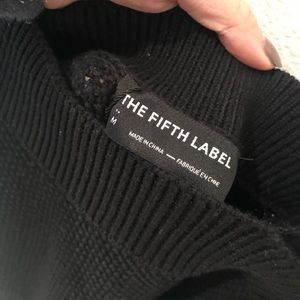 THE FIFTH LABEL
M
MADE IN CHINA — FABRIQUÉ EN CHINE